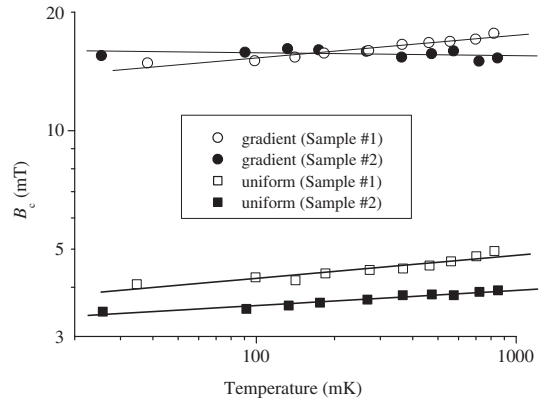 20
10
5
3
B_c (mT)
gradient (Sample #1)
gradient (Sample #2)
uniform (Sample #1)
uniform (Sample #2)
100
1000
Temperature (mK)